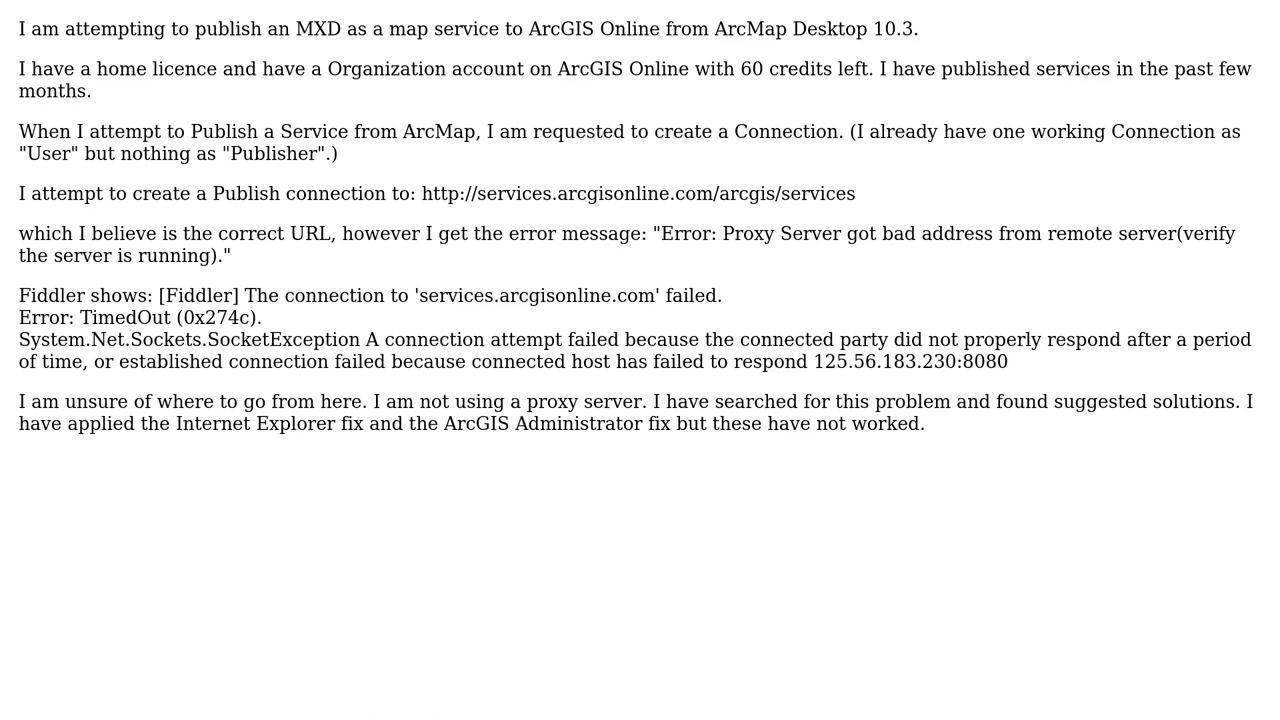 I am attempting to publish an MXD as a map service to ArcGIS Online from ArcMap Desktop 10.3.
I have a home licence and have a Organization account on ArcGIS Online with 60 credits left. I have published services in the past few
months.
When I attempt to Publish a Service from ArcMap, I am requested to create a Connection. (I already have one working Connection as
"User" but nothing as "Publisher".)
I attempt to create a Publish connection to: http://services.arcgisonline.com/arcgis/services
which I believe is the correct URL, however I get the error message: "Error: Proxy Server got bad address from remote server(verify
the server is running)."
Fiddler shows: [Fiddler] The connection to 'services.arcgisonline.com' failed.
Error: TimedOut (0x274c).
System.Net.Sockets.SocketException A connection attempt failed because the connected party did not properly respond after a period
of time, or established connection failed because connected host has failed to respond 125.56.183.230:8080
I am unsure of where to go from here. I am not using a proxy server. I have searched for this problem and found suggested solutions. I
have applied the Internet Explorer fix and the ArcGIS Administrator fix but these have not worked.